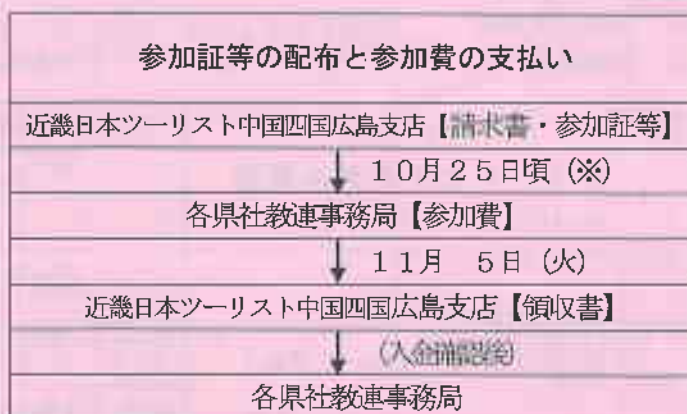 参加証等の配布と参加費の支払い
近畿日本ツーリスト中国四国広島支店【請求書・参加証等】
↓ 10月25日頃(※)
各県社教連事務局【参加費】
↓ 11月 5日(火)
近畿日本ツーリスト中国四国広島支店【領収書】
↓ (入金確認後)
各県社教連事務局